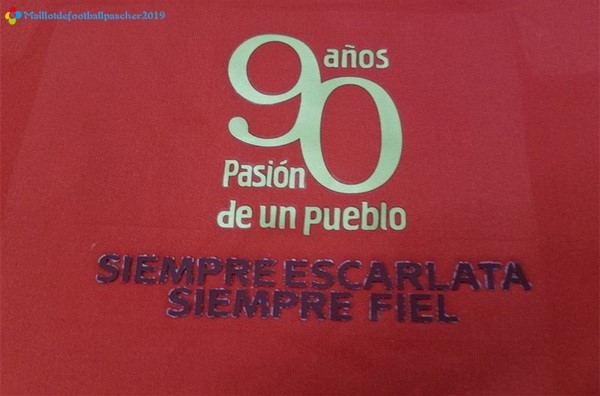 Maillotdefootballpascher2019
90 años
Pasión
de un pueblo
SIEMPRE ESCARLATA
SIEMPRE FIEL